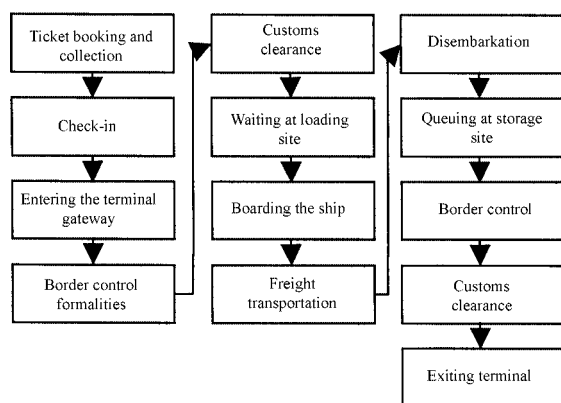 Ticket booking and
collection
Check-in
Entering the terminal
gateway
Border control
formalities
Customs
clearance
Waiting at loading
site
Boarding the ship
Freight
transportation
Disembarkation
Queuing at storage
site
Border control
Customs
clearance
Exiting terminal